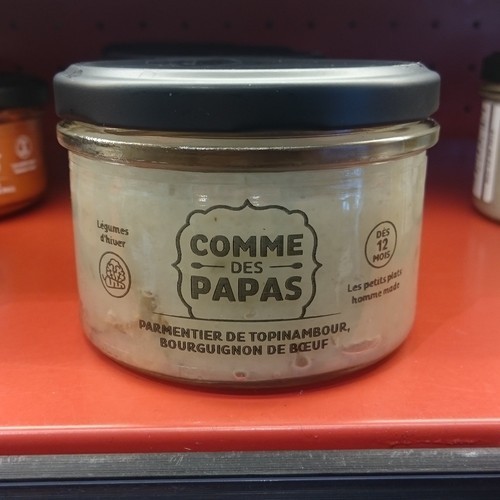 Légumes
d'hiver
COMME
DES
PAPAS
DÈS
12
MOIS
Les petits plats
homme made
PARMENTIER DE TOPINAMBOUR,
BOURGUIGNON DE BŒUF